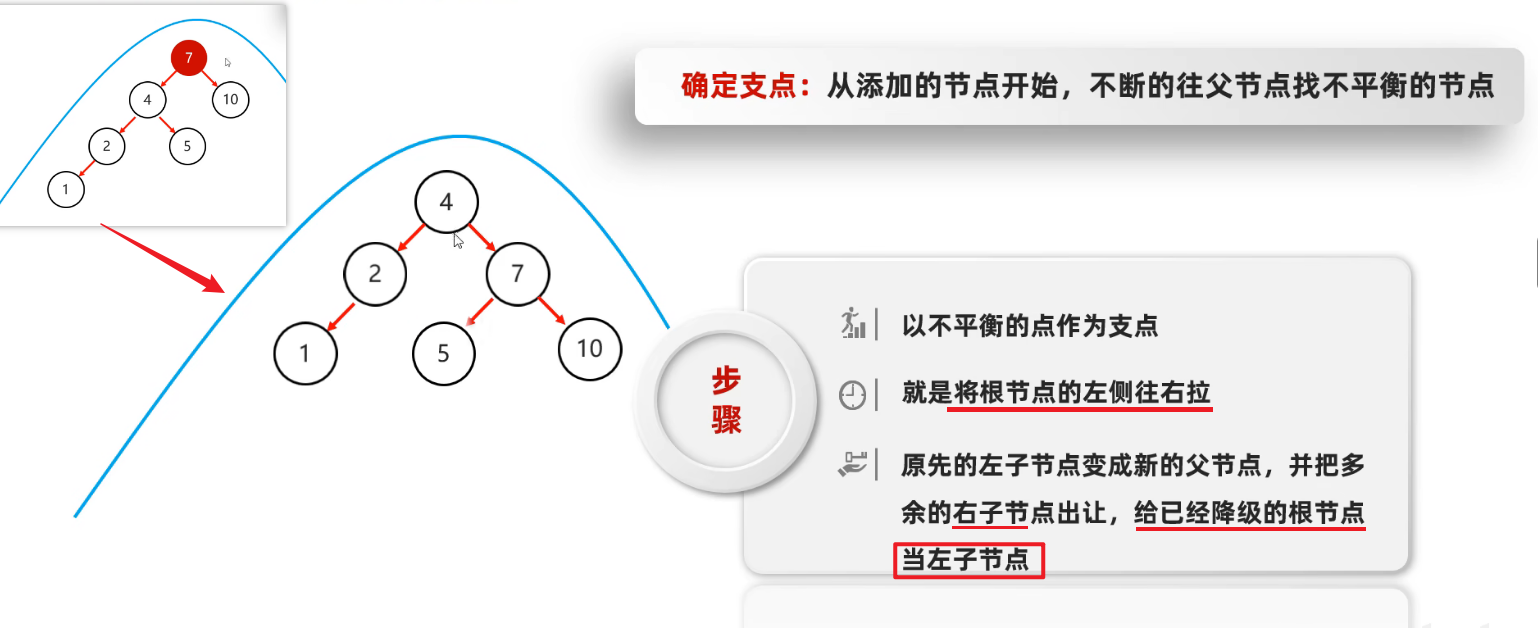 7
4
10
2
5
1
确定支点：从添加的节点开始，不断的往父节点找不平衡的节点
4
2
7
1
5
10
步
骤
以不平衡的点作为支点
就是将根节点的左侧往右拉
原先的左子节点变成新的父节点，并把多
余的右子节点出让，给已经降级的根节点
当左子节点